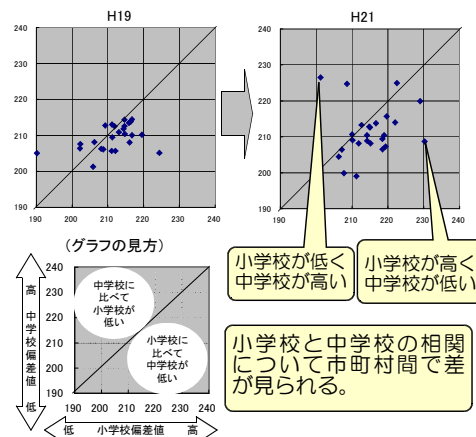 H19
H21
240
230
220
210
200
190
190 200 210 220 230 240
240
230
220
210
200
190
190 200 210 220 230 240
小学校が低く
中学校が高い
小学校が高く
中学校が低い
(グラフの見方)
高
中学校偏差値
低
240
230
220
210
200
190
中学校に
比べて
小学校が
低い
小学校に
比べて
中学校が
低い
190 200 210 220 230 240
低 小学校偏差値 高
小学校と中学校の相関
について市町村間で差
が見られる。